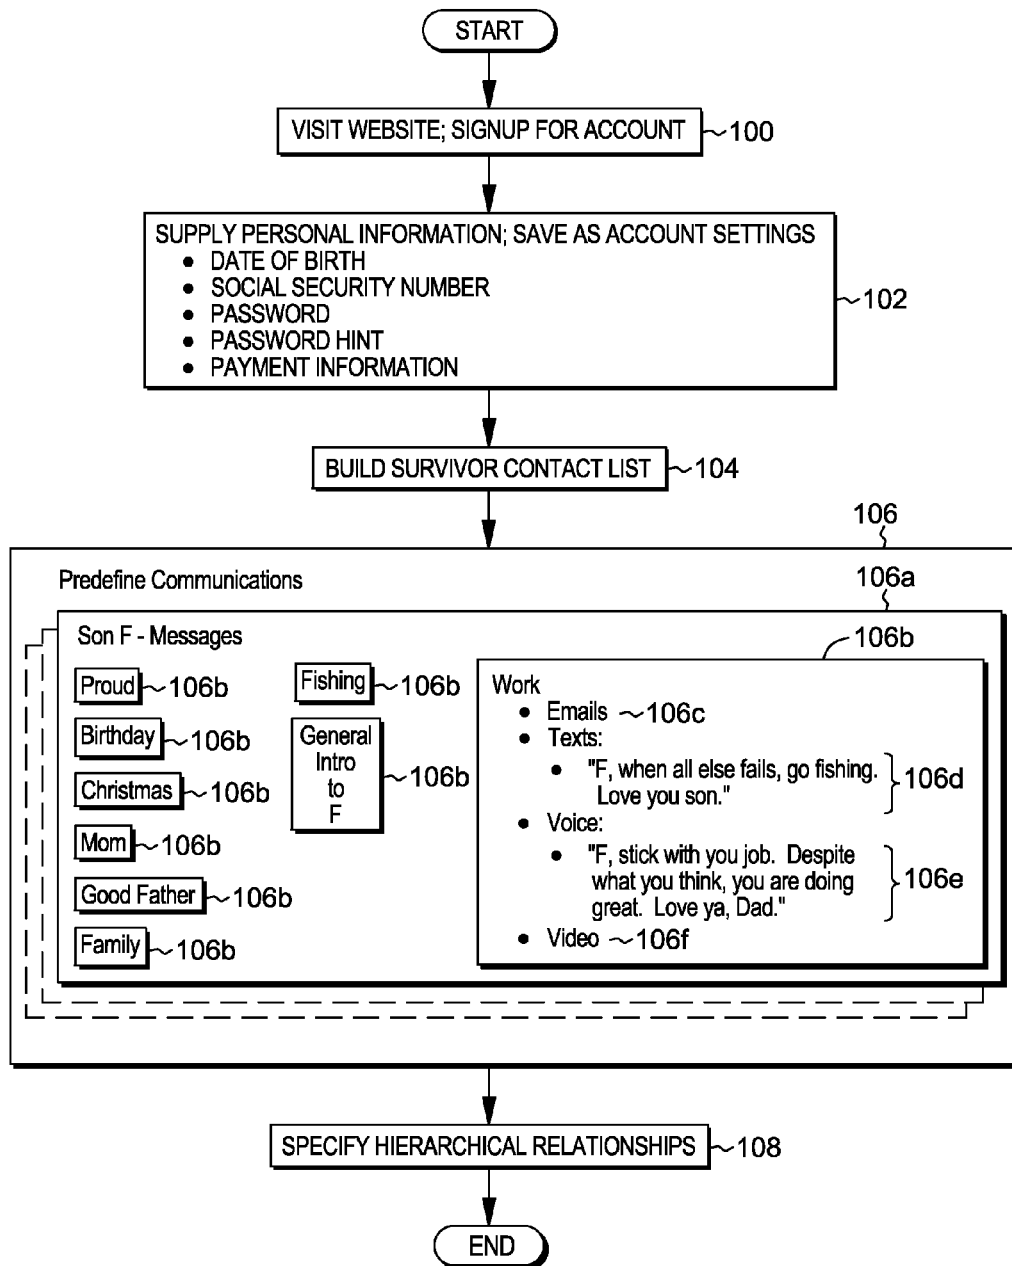 START
VISIT WEBSITE; SIGNUP FOR ACCOUNT
100
SUPPLY PERSONAL INFORMATION; SAVE AS ACCOUNT SETTINGS
• DATE OF BIRTH
• SOCIAL SECURITY NUMBER
• PASSWORD
• PASSWORD HINT
• PAYMENT INFORMATION
102
BUILD SURVIVOR CONTACT LIST
104
106
Predefine Communications
106a
Son F - Messages
Proud
106b
Birthday
106b
Christmas
106b
Mom
106b
Good Father
106b
Family
106b
Fishing
106b
General
Intro
to
F
106b
106b
Work
• Emails
106c
• Texts:
• "F, when all else fails, go fishing.
Love you son."
106d
• Voice:
• "F, stick with you job. Despite
what you think, you are doing
great. Love ya, Dad."
106e
• Video
106f
SPECIFY HIERARCHICAL RELATIONSHIPS
108
END